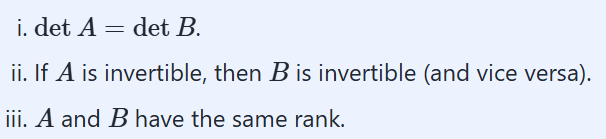 i. det A = det B.
ii. If A is invertible, then B is invertible (and vice versa).
iii. A and B have the same rank.